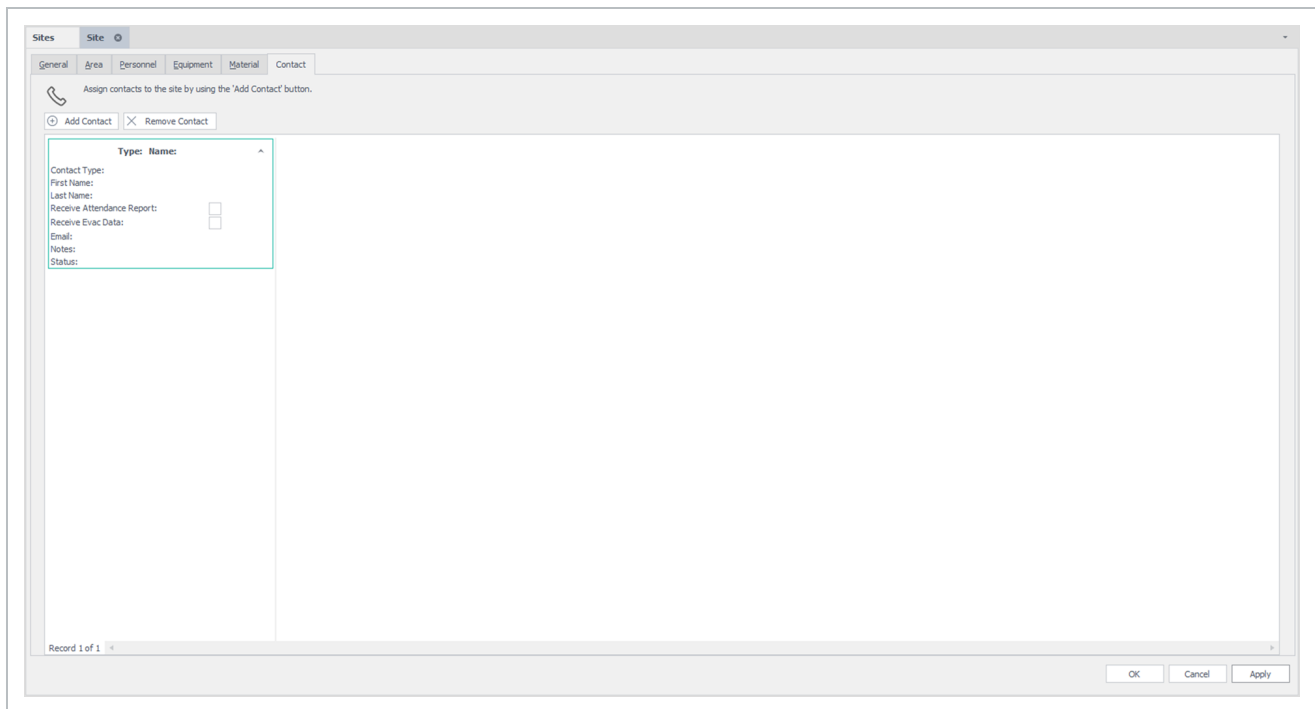 Sites Site
General Area Personnel Equipment Material Contact
Assign contacts to the site by using the 'Add Contact' button.
Add Contact Remove Contact
Type: Name:
Contact Type:
First Name:
Last Name:
Receive Attendance Report:
Receive Evac Data:
Email:
Notes:
Status:
Record 1 of 1
OK Cancel Apply